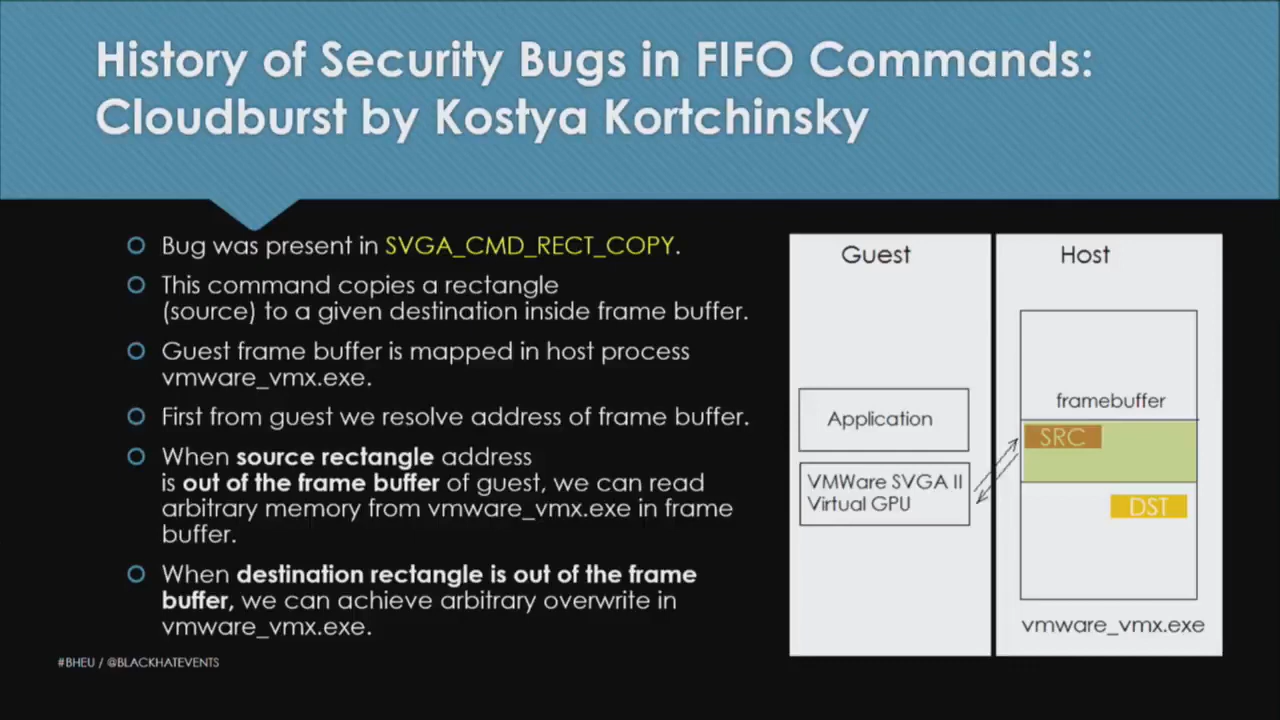 History of Security Bugs in FIFO Commands:
Cloudburst by Kostya Kortchinsky
Bug was present in SVGA_CMD_RECT_COPY.
This command copies a rectangle
(source) to a given destination inside frame buffer.
Guest frame buffer is mapped in host process
vmware_vmx.exe.
First from guest we resolve address of frame buffer.
When source rectangle address
is out of the frame buffer of guest, we can read
arbitrary memory from vmware_vmx.exe in frame
buffer.
When destination rectangle is out of the frame
buffer, we can achieve arbitrary overwrite in
vmware_vmx.exe.
#BHEU / @BLACKHATEVENTS
Guest
Application
VMWare SVGA II
Virtual GPU
Host
framebuffer
SRC
DST
vmware_vmx.exe